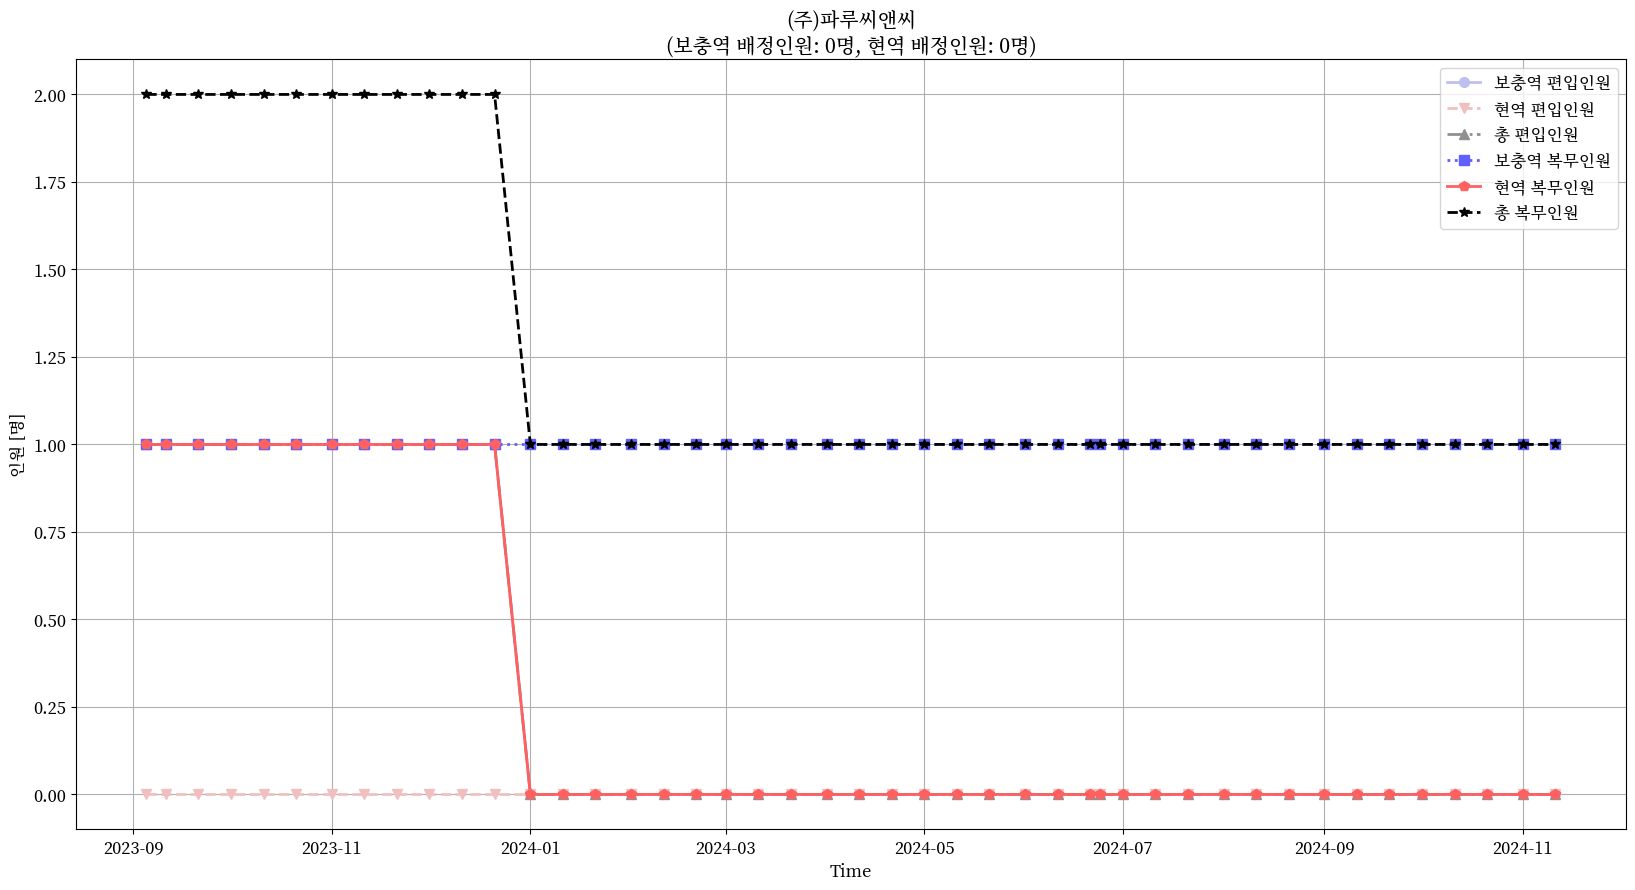 (주)파루씨앤씨
(보충역 배정인원: 0명, 현역 배정인원: 0명)
보충역 편입인원
현역 편입인원
총 편입인원
보충역 복무인원
현역 복무인원
총 복무인원
인원 [명]
2.00
1.75
1.50
1.25
1.00
0.75
0.50
0.25
0.00
2023-09 2023-11 2024-01 2024-03 2024-05 2024-07 2024-09 2024-11
Time